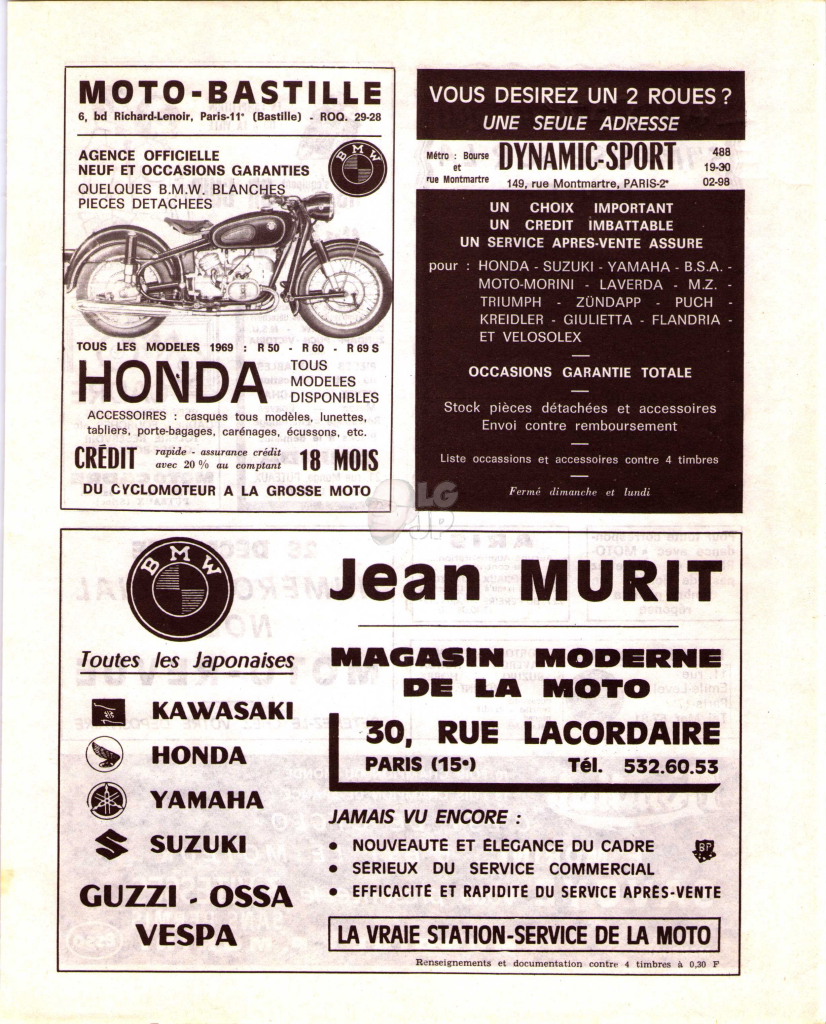 MOTO-BASTILLE
6, bd Richard-Lenoir, Paris-11e (Bastille) - ROQ. 29-28
AGENCE OFFICIELLE
NEUF ET OCCASIONS GARANTIES
QUELQUES B.M.W. BLANCHES
PIECES DETACHEES
BMW
TOUS LES MODELES 1969 : R 50 - R 60 - R 69 S
HONDA
TOUS
MODELES
DISPONIBLES
ACCESSOIRES : casques tous modèles, lunettes,
tabliers, porte-bagages, carénages, écussons, etc.
CRÉDIT
rapide - assurance crédit
avec 20 % au comptant
18 MOIS
DU CYCLOMOTEUR A LA GROSSE MOTO
VOUS DESIREZ UN 2 ROUES ?
UNE SEULE ADRESSE
Métro : Bourse
et
rue Montmartre
DYNAMIC-SPORT
149, rue Montmartre, PARIS-2e
488
19-30
02-98
UN CHOIX IMPORTANT
UN CREDIT IMBATTABLE
UN SERVICE APRES-VENTE ASSURE
pour : HONDA - SUZUKI - YAMAHA - B.S.A. -
MOTO-MORINI - LAVERDA - M.Z. -
TRIUMPH - ZÜNDAPP - PUCH -
KREIDLER - GIULIETTA - FLANDRIA -
ET VELOSOLEX
OCCASIONS GARANTIE TOTALE
Stock pièces détachées et accessoires
Envoi contre remboursement
Liste occassions et accessoires contre 4 timbres
Fermé dimanche et lundi
LG
JP
BMW
Jean MURIT
Toutes les Japonaises
KAWASAKI
HONDA
YAMAHA
SUZUKI
GUZZI - OSSA
VESPA
MAGASIN MODERNE
DE LA MOTO
30, RUE LACORDAIRE
PARIS (15e) Tél. 532.60.53
JAMAIS VU ENCORE :
• NOUVEAUTÉ ET ÉLÉGANCE DU CADRE
BP
• SÉRIEUX DU SERVICE COMMERCIAL
• EFFICACITÉ ET RAPIDITÉ DU SERVICE APRÈS-VENTE
LA VRAIE STATION-SERVICE DE LA MOTO
Renseignements et documentation contre 4 timbres à 0,30 F